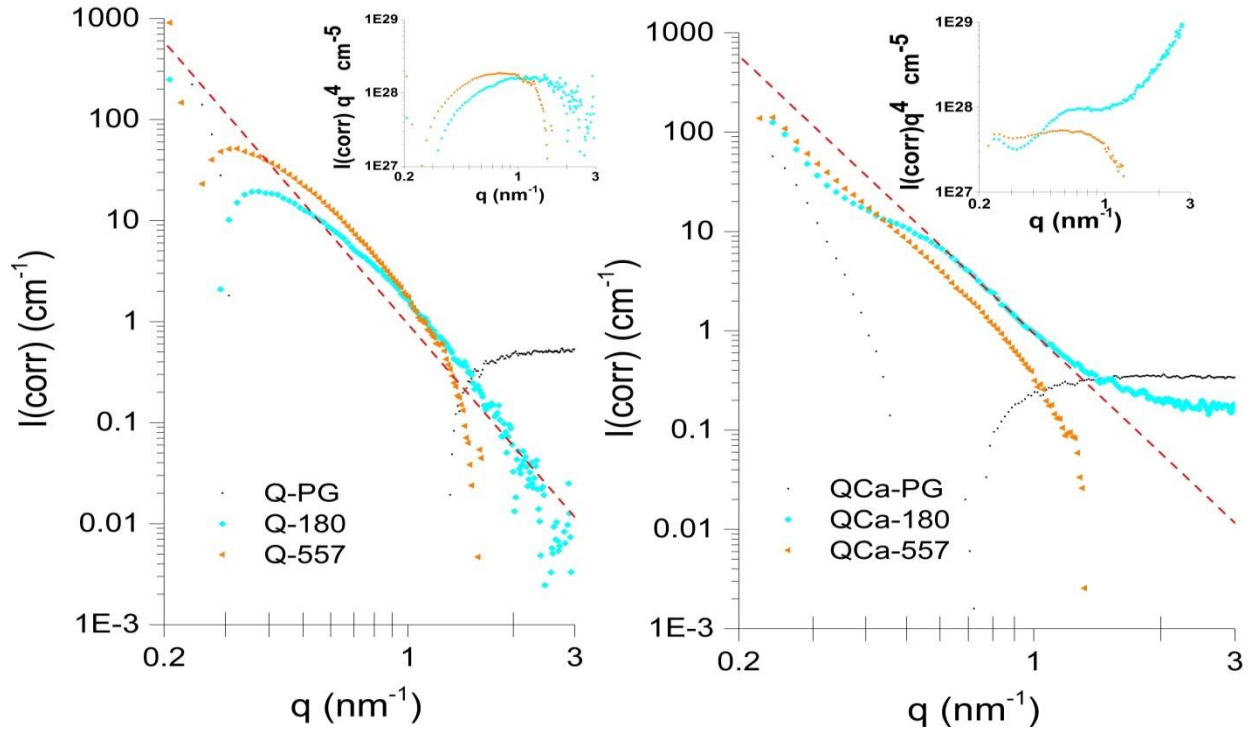 1000
100
10
1
0.1
0.01
1E-3
I(corr) (cm⁻¹)
0.2
1
3
q (nm⁻¹)
Q-PG
Q-180
Q-557
1E29
1E28
1E27
I(corr) q⁴ cm-5
0.2
1
3
q (nm⁻¹)
1000
100
10
1
0.1
0.01
1E-3
I(corr) (cm⁻¹)
0.2
1
3
q (nm⁻¹)
QCa-PG
QCa-180
QCa-557
1E29
1E28
1E27
I(corr)q⁴ cm-5
0.2
1
3
q (nm⁻¹)